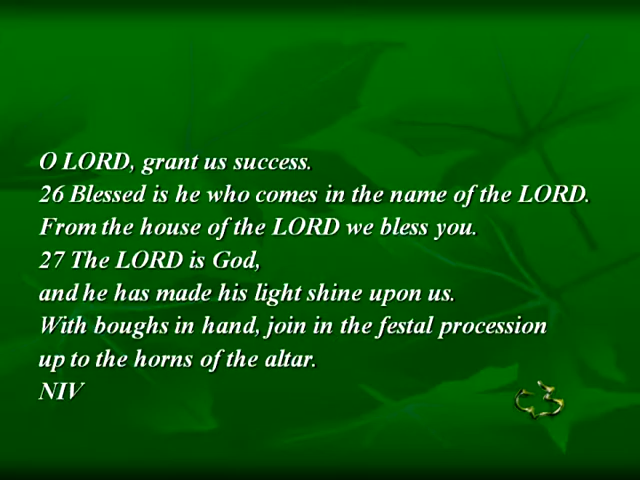 O LORD, grant us success.
26 Blessed is he who comes in the name of the LORD.
From the house of the LORD we bless you.
27 The LORD is God,
and he has made his light shine upon us.
With boughs in hand, join in the festal procession
up to the horns of the altar.
NIV